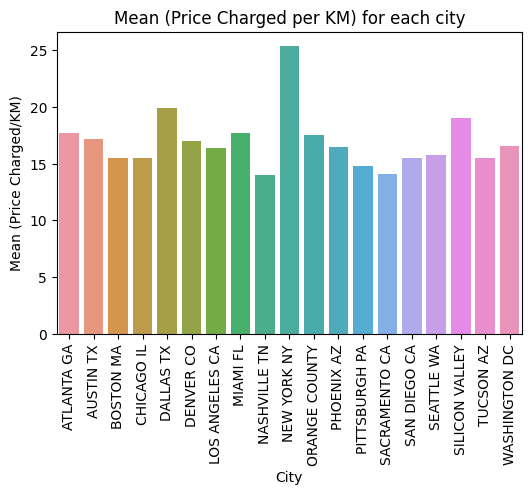 Mean (Price Charged per KM) for each city
Mean (Price Charged/KM)
25
20
15
10
5
0
ATLANTA GA
AUSTIN TX
BOSTON MA
CHICAGO IL
DALLAS TX
DENVER CO
LOS ANGELES CA
MIAMI FL
NASHVILLE TN
NEW YORK NY
ORANGE COUNTY
PHOENIX AZ
PITTSBURGH PA
SACRAMENTO CA
SAN DIEGO CA
SEATTLE WA
SILICON VALLEY
TUCSON AZ
WASHINGTON DC
City